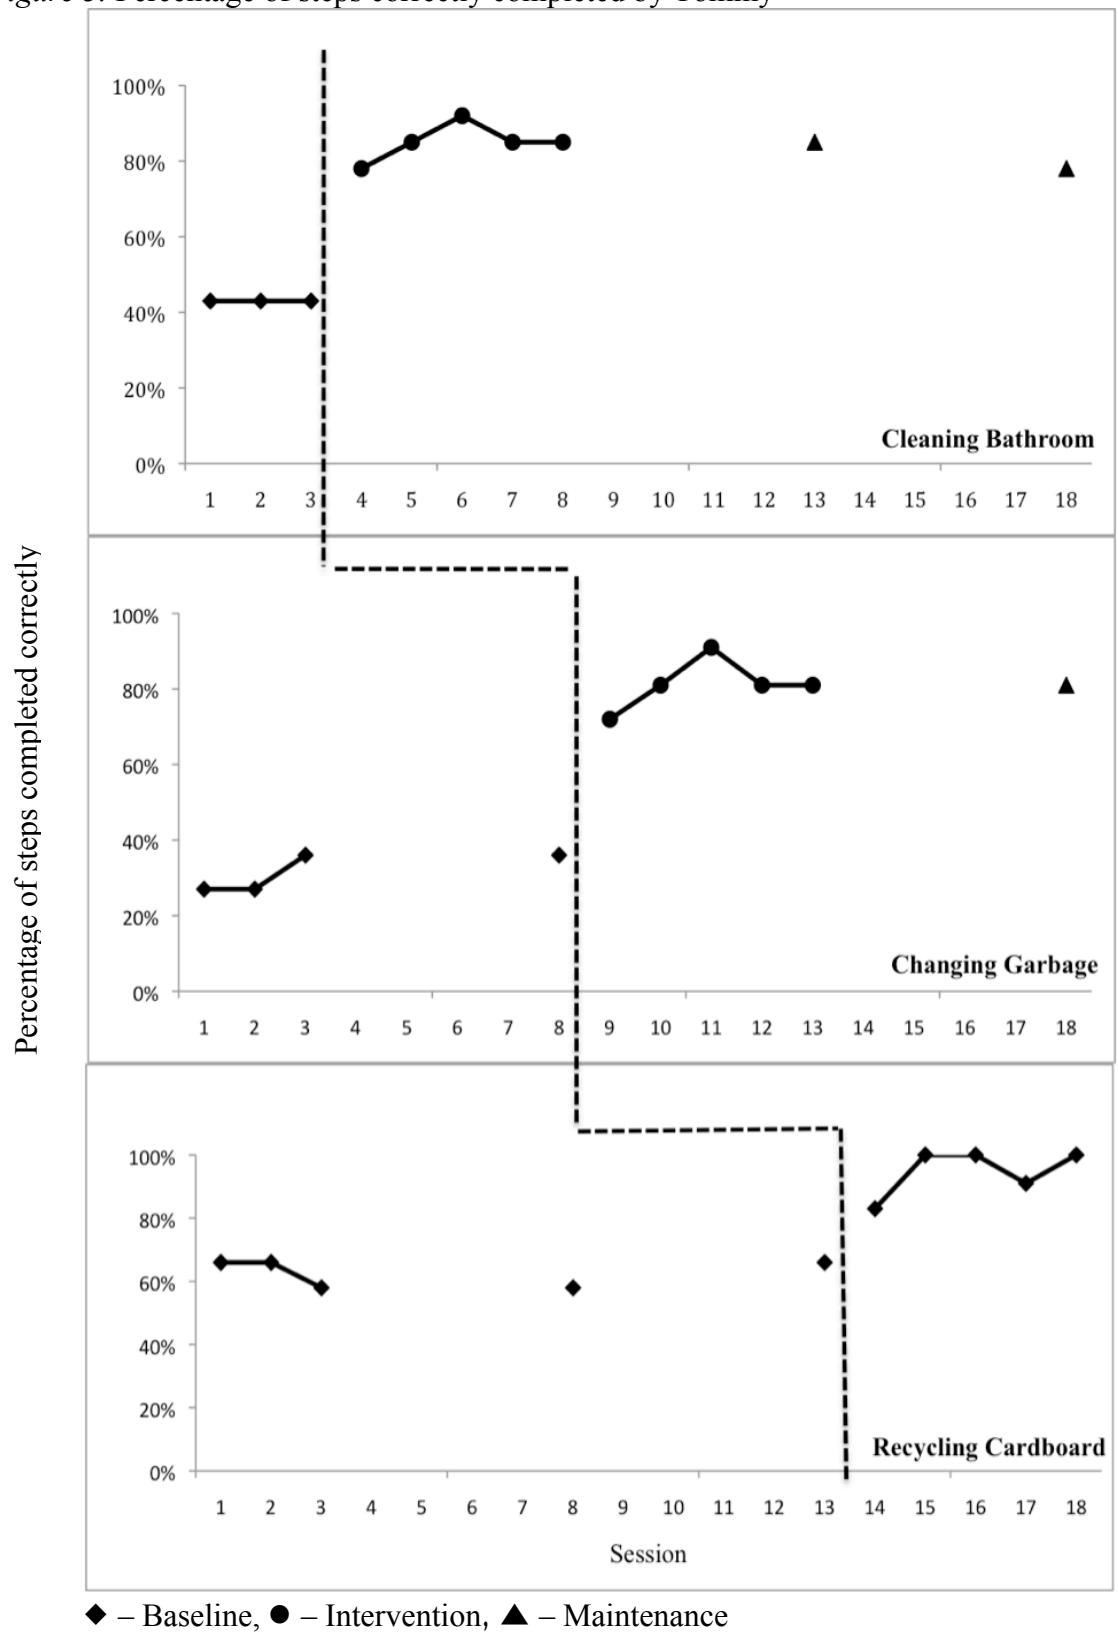 100%
80%
60%
40%
20%
0%
Cleaning Bathroom
1 2 3 4 5 6 7 8 9 10 11 12 13 14 15 16 17 18
Percentage of steps completed correctly
100%
80%
60%
40%
20%
0%
Changing Garbage
1 2 3 4 5 6 7 8 9 10 11 12 13 14 15 16 17 18
100%
80%
60%
40%
20%
0%
Recycling Cardboard
1 2 3 4 5 6 7 8 9 10 11 12 13 14 15 16 17 18
Session
◆ – Baseline, ● – Intervention, ▲ – Maintenance